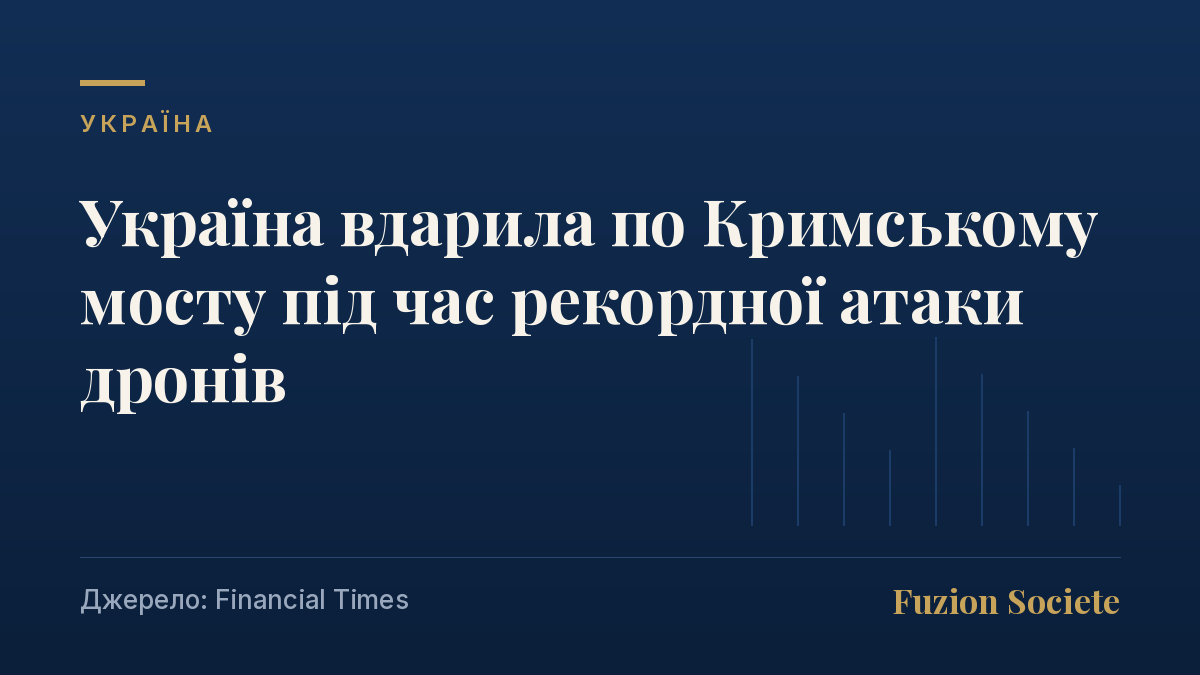 УКРАЇНА
Україна вдарила по Кримському
мосту під час рекордної атаки
дронів
Джерело: Financial Times
Fuzion Societe